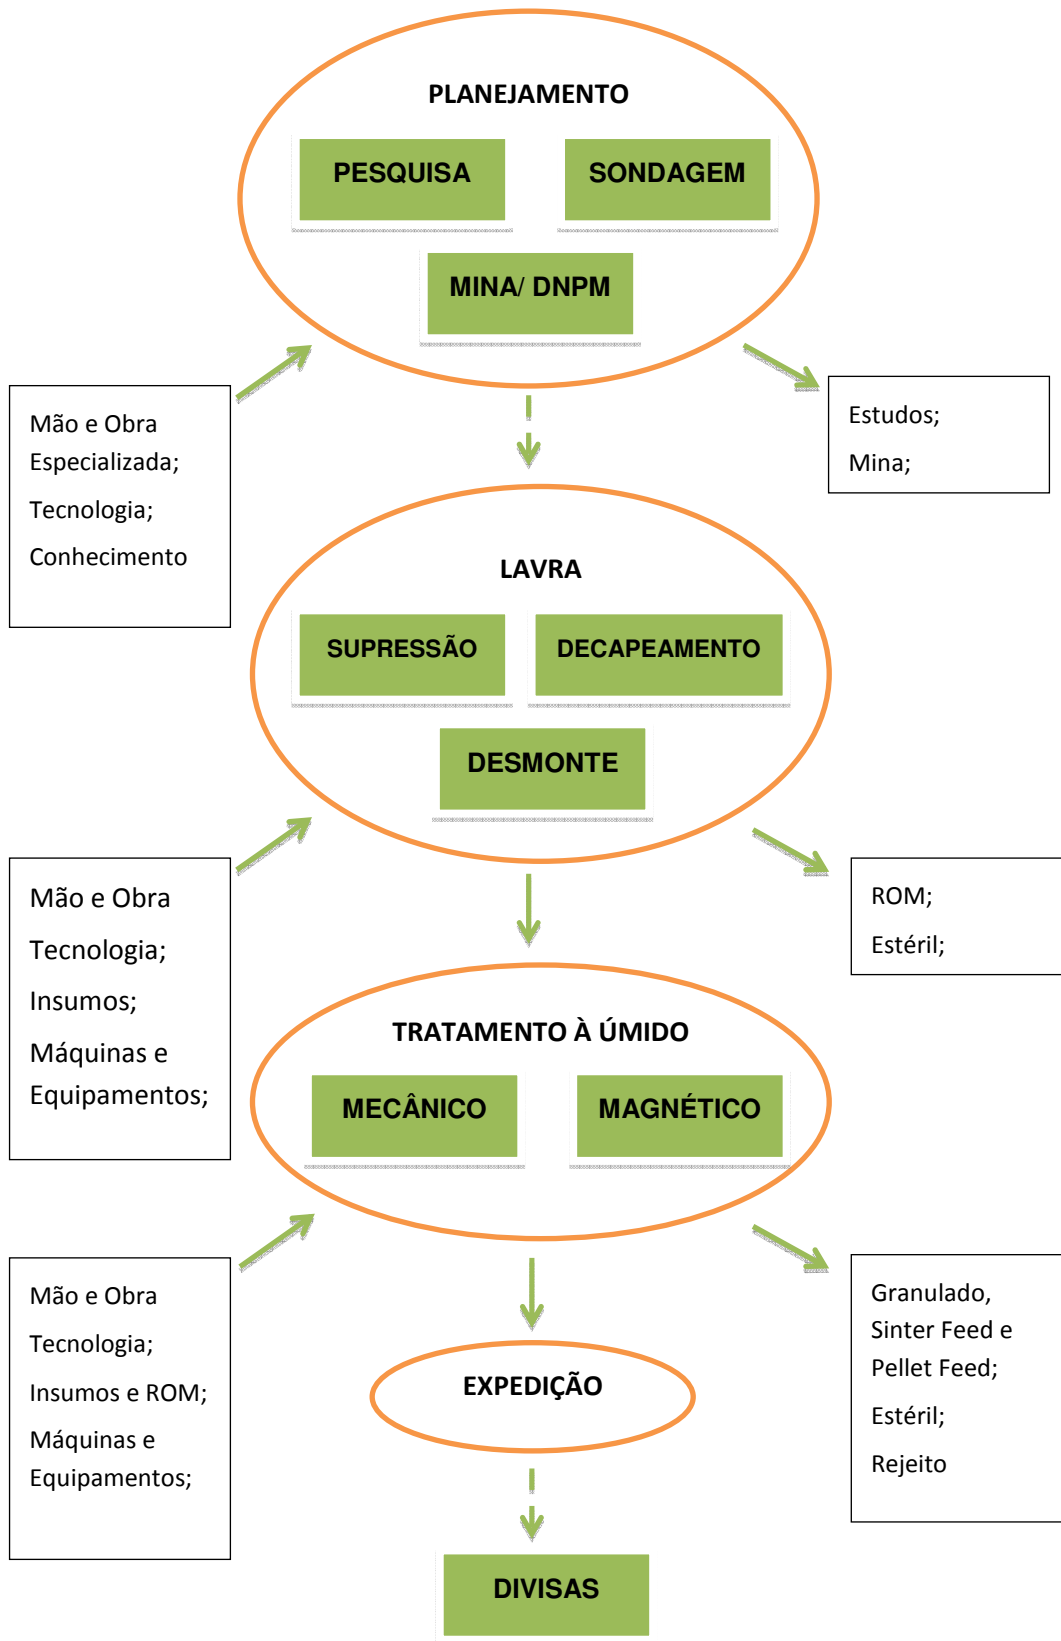 PLANEJAMENTO
PESQUISA
SONDAGEM
MINA/ DNPM
Mão e Obra
Especializada;
Tecnologia;
Conhecimento
Estudos;
Mina;
LAVRA
SUPRESSÃO
DECAPEAMENTO
DESMONTE
Mão e Obra
Tecnologia;
Insumos;
Máquinas e
Equipamentos;
ROM;
Estéril;
TRATAMENTO À ÚMIDO
MECÂNICO
MAGNÉTICO
Mão e Obra
Tecnologia;
Insumos e ROM;
Máquinas e
Equipamentos;
Granulado,
Sinter Feed e
Pellet Feed;
Estéril;
Rejeito
EXPEDIÇÃO
DIVISAS